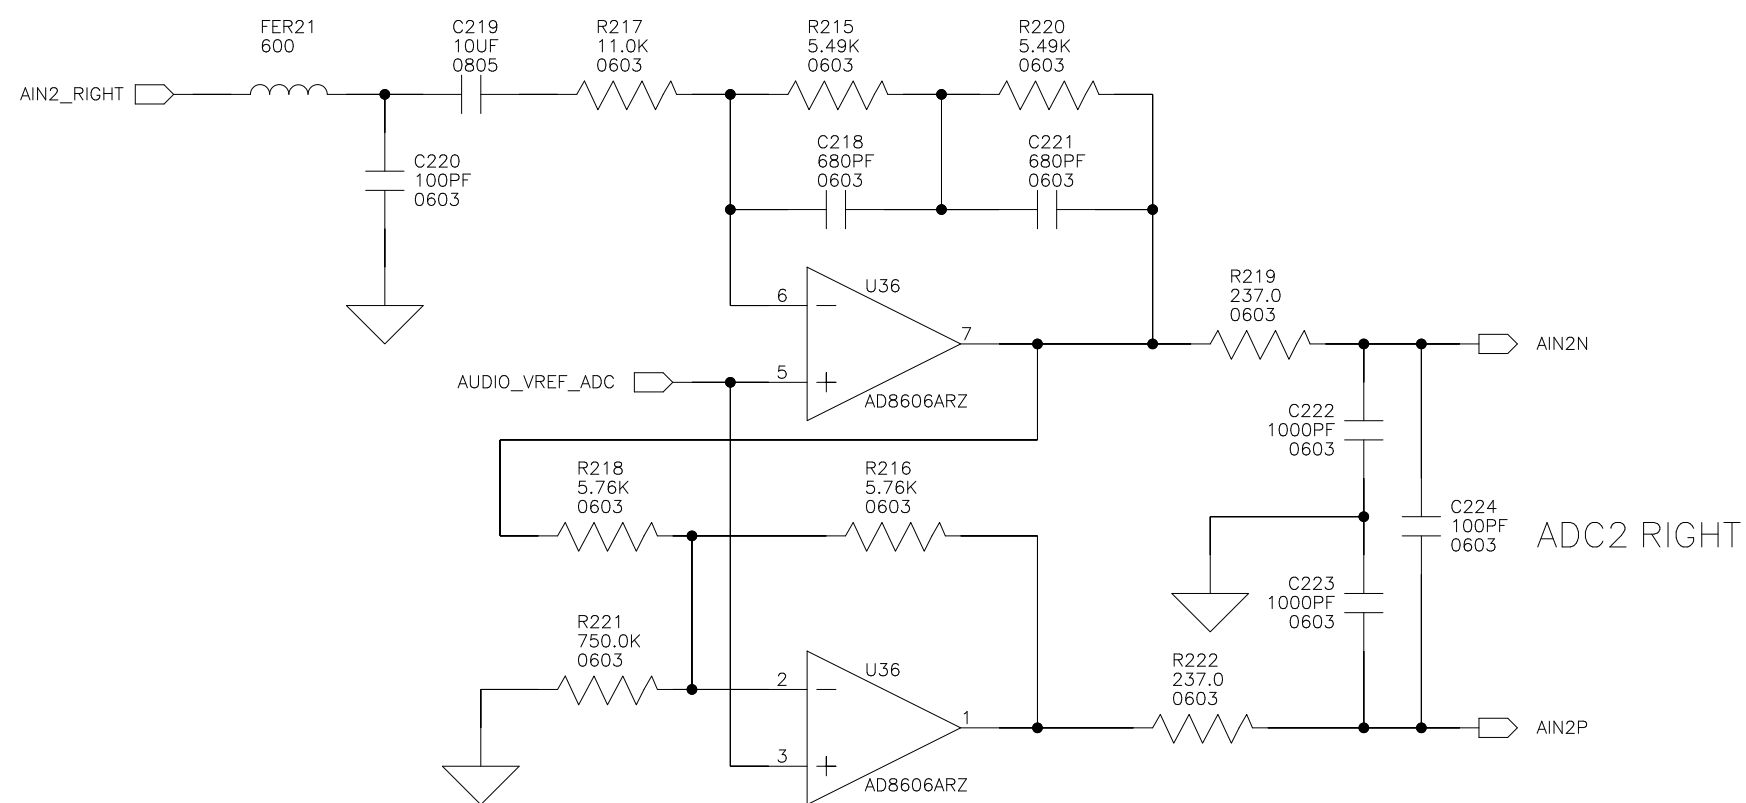 FER21
600
C219
10UF
0805
R217
11.0K
0603
R215
5.49K
0603
R220
5.49K
0603
AIN2_RIGHT
C220
100PF
0603
C218
680PF
0603
C221
680PF
0603
U36
6
7
5
AD8606ARZ
AUDIO_VREF_ADC
R219
237.0
0603
AIN2N
C222
1000PF
0603
R218
5.76K
0603
R216
5.76K
0603
C224
100PF
0603
ADC2 RIGHT
C223
1000PF
0603
R221
750.0K
0603
U36
2
1
3
AD8606ARZ
R222
237.0
0603
AIN2P